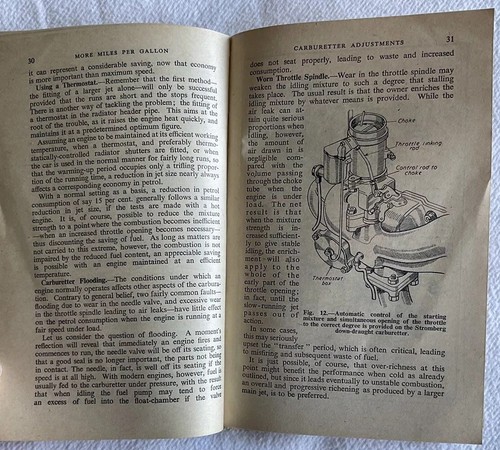 30
MORE MILES PER GALLON
it can represent a considerable saving, now that economy
is more important than maximum speed.
Using a Thermostat.—Remember that the first method—
the fitting of a larger jet alone—will only be successful
provided that the runs are short and the stops frequent.
There is another way of tackling the problem; the fitting of
a thermostat in the radiator header pipe. This aims at the
root of the trouble, as it raises the engine heat quickly, and
maintains it at a predetermined optimum figure.
Assuming an engine to be maintained at its efficient working
temperature, when a thermostat, and preferably thermo-
statically-controlled radiator shutters, are fitted, or when
the car is used in the normal manner for fairly long runs, so
that the warming-up period occupies only a trifling propor-
tion of the running time, a reduction in jet size nearly always
affects a corresponding economy in petrol.
With a normal setting as a basis, a reduction in petrol
consumption of say 15 per cent. generally follows a similar
reduction in jet size, if the tests are made with a hot
engine. It is, of course, possible to reduce the mixture
strength to a point where the combustion becomes inefficient
—when an increased throttle opening becomes necessary—
thus discounting the saving of fuel. As long as matters are
not carried to this extreme, however, the combustion is not
impaired by the reduced fuel content, an appreciable saving
is possible with an engine maintained at an efficient
temperature.
Carburetter Flooding.—The conditions under which an
engine normally operates affects other aspects of the carbura-
tion. Contrary to general belief, two fairly common faults—
flooding due to wear in the needle valve, and excessive wear
in the throttle spindle leading to air leaks—have little effect
on the petrol consumption when the engine is running at a
fair speed under load.
Let us consider the question of flooding. A moment's
reflection will reveal that immediately an engine fires and
commences to run, the needle valve will be off its seating, so
that a good seal is no longer important, the parts not being
in contact. The needle, in fact, is well off its seating if the
speed is at all high. With modern engines, however, fuel is
usually fed to the carburetter under pressure, with the result
that when idling the fuel pump may tend to force
an excess of fuel into the float-chamber if the valve
CARBURETTER ADJUSTMENTS
31
does not seat properly, leading to waste and increased
consumption.
Worn Throttle Spindle.—Wear in the throttle spindle may
weaken the idling mixture to such a degree that stalling
takes place. The usual result is that the owner enriches the
idling mixture by whatever means is provided. While the
air leak can at-
tain quite serious
proportions when
idling, however,
the amount of
air drawn in is
negligible com-
pared with the
volume passing
through the choke
tube when the
engine is under
load. The net
result is that
when the mixture
strength is in-
creased sufficient-
ly to give stable
idling, the enrich-
ment will also
apply to the
whole of the
early part of the
throttle opening;
in fact, until the
slow-running jet
passes out of
action.
Choke
Throttle linking
rod
Control rod to
choke
Thermostat
box
Fig. 12.—Automatic control of the starting
mixture and simultaneous opening of the throttle
to the correct degree is provided on the Stromberg
down-draught carburetter.
In some cases,
this may seriously
upset the "transfer" period, which is often critical, leading
to misfiring and subsequent waste of fuel.
It is just possible, of course, that over-richness at this
point might benefit the performance when cold as already
outlined, but since it leads eventually to unstable combustion,
an overall and progressive richening as produced by a larger
main jet, is to be preferred.